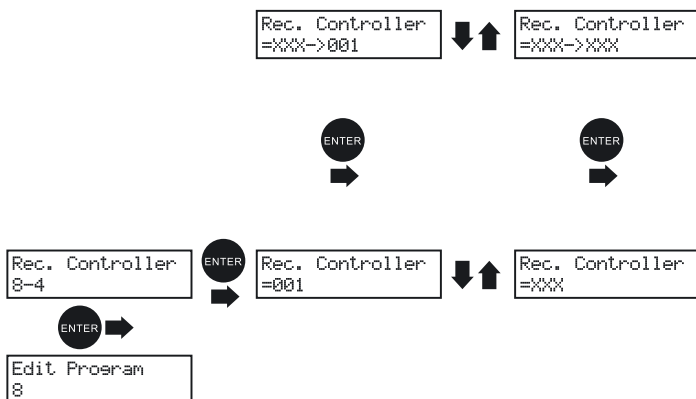 Rec. Controller
=XXX->001
Rec. Controller
=XXX->XXX
ENTER
ENTER
Rec. Controller
8-4
ENTER
Rec. Controller
=001
Rec. Controller
=XXX
ENTER
Edit Program
8